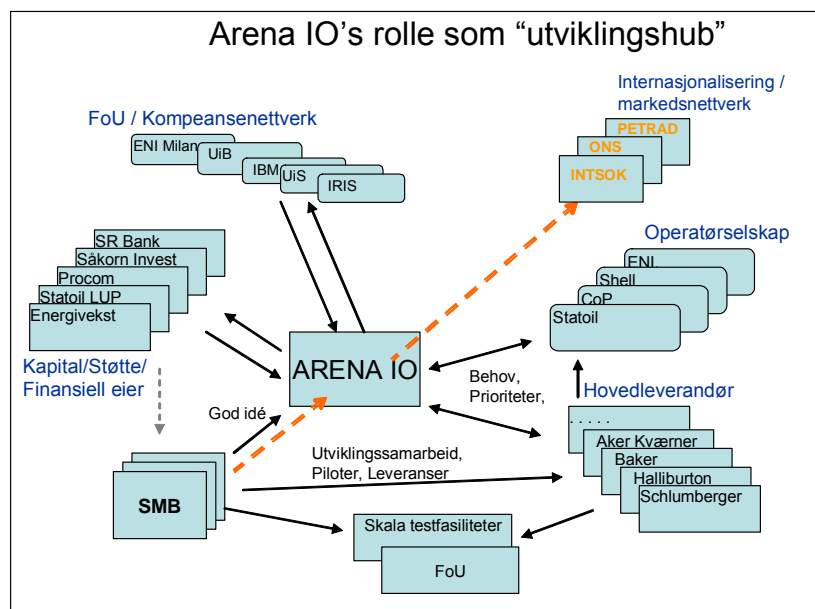 Arena IO's rolle som “utviklingshub”
Internasjonalisering /
markedsnettverk
FoU / Kompeansenettverk
PETRAD
ONS
INTSOK
ENI Milan
UiB
IBM
UiS
IRIS
SR Bank
Såkorn Invest
Procom
Statoil LUP
Energivekst
Operatørselskap
ENI
Shell
CoP
Statoil
Kapital/Støtte/
Finansiell eier
ARENA IO
Behov,
Prioriteter,
Hovedleverandør
God idé
. . . . .
Aker Kværner
Baker
Halliburton
Schlumberger
Utviklingssamarbeid,
Piloter, Leveranser
SMB
Skala testfasiliteter
FoU